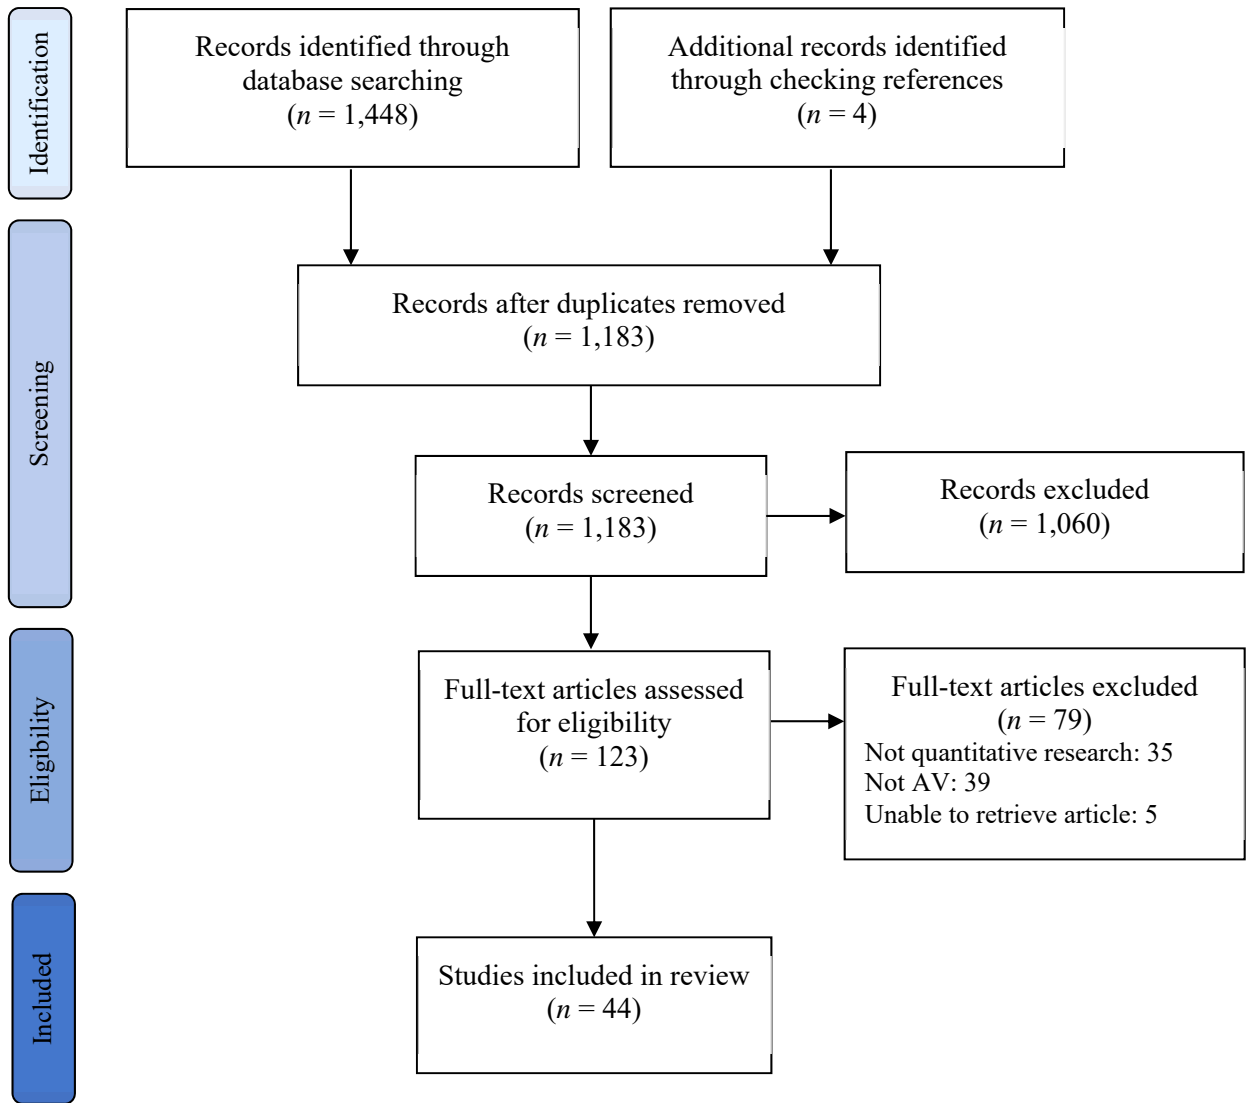 Identification
Records identified through
database searching
(n = 1,448)
Additional records identified
through checking references
(n = 4)
Screening
Records after duplicates removed
(n = 1,183)
Records screened
(n = 1,183)
Records excluded
(n = 1,060)
Eligibility
Full-text articles assessed
for eligibility
(n = 123)
Full-text articles excluded
(n = 79)
Not quantitative research: 35
Not AV: 39
Unable to retrieve article: 5
Included
Studies included in review
(n = 44)